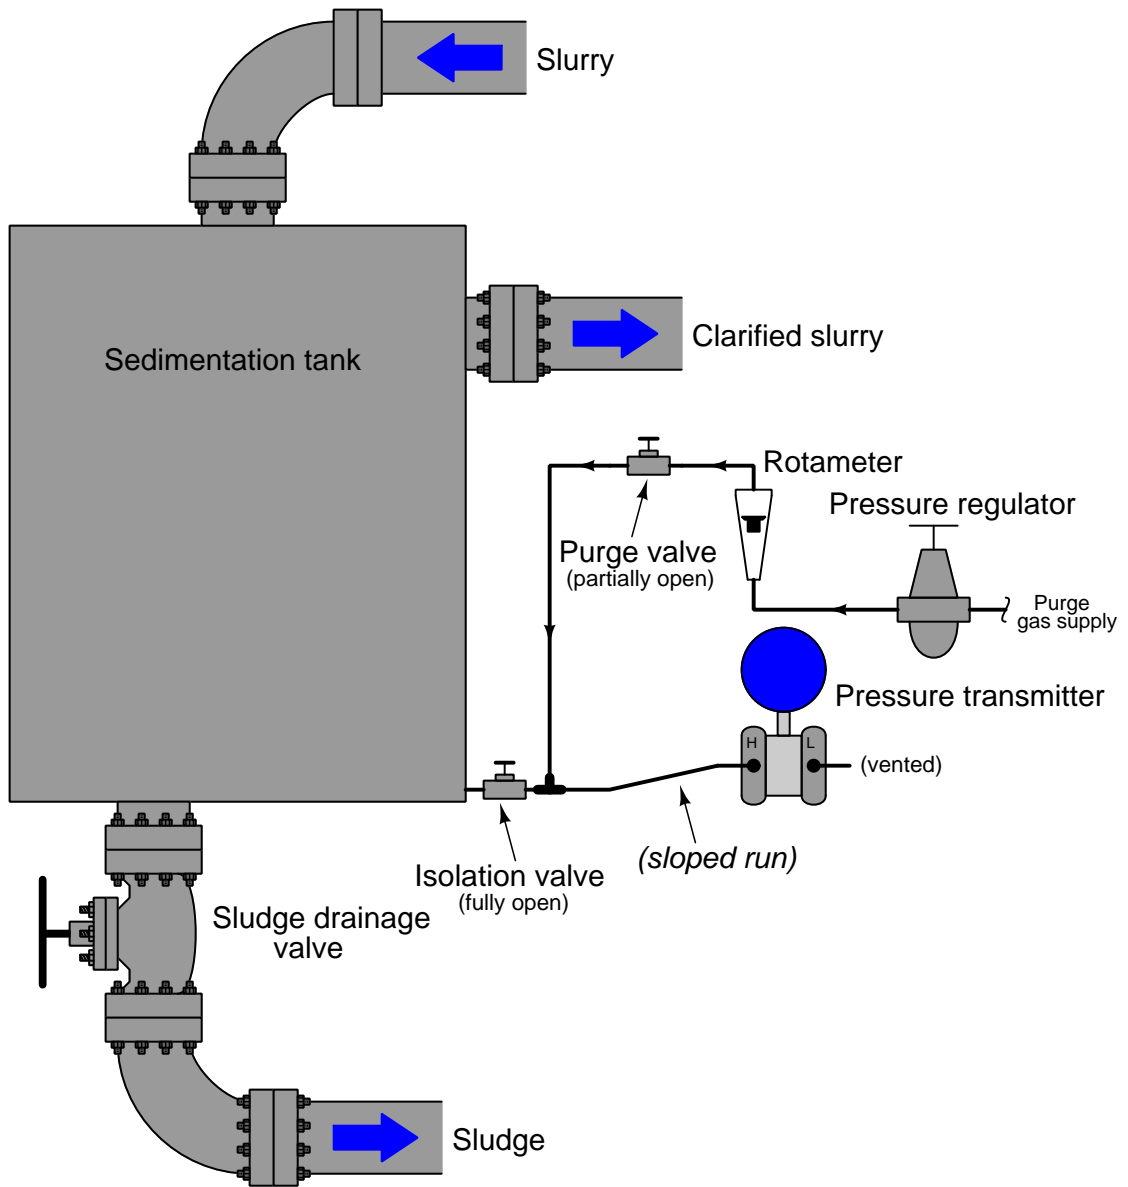 Slurry
Clarified slurry
Sedimentation tank
Rotameter
Pressure regulator
Purge valve
(partially open)
Purge
gas supply
Pressure transmitter
H
L
(vented)
(sloped run)
Isolation valve
(fully open)
Sludge drainage
valve
Sludge